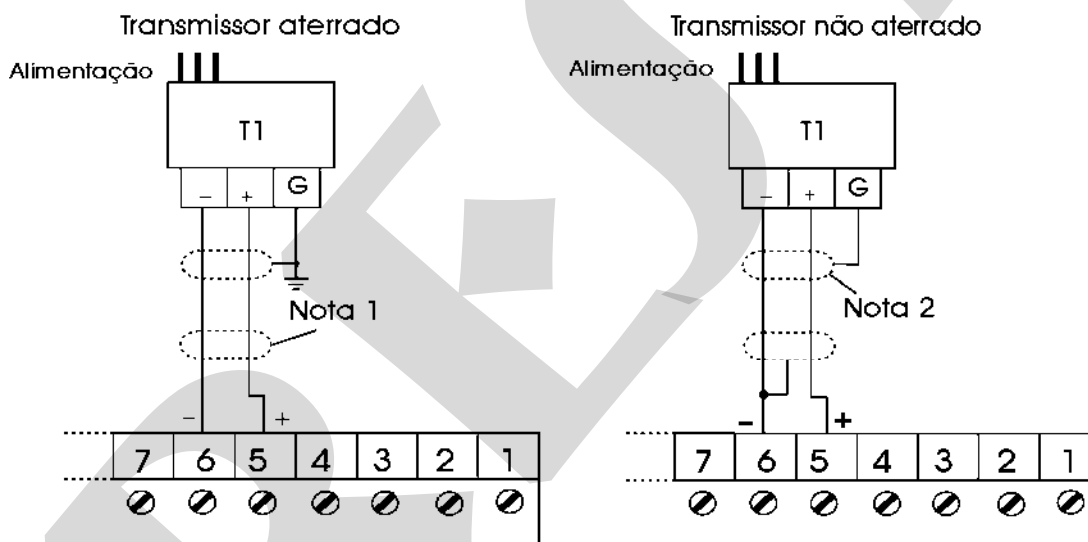 Transmissor aterrado
Alimentação
T1
- + G
Nota 1
- +
7 6 5 4 3 2 1
Transmissor não aterrado
Alimentação
T1
- + G
Nota 2
- +
7 6 5 4 3 2 1